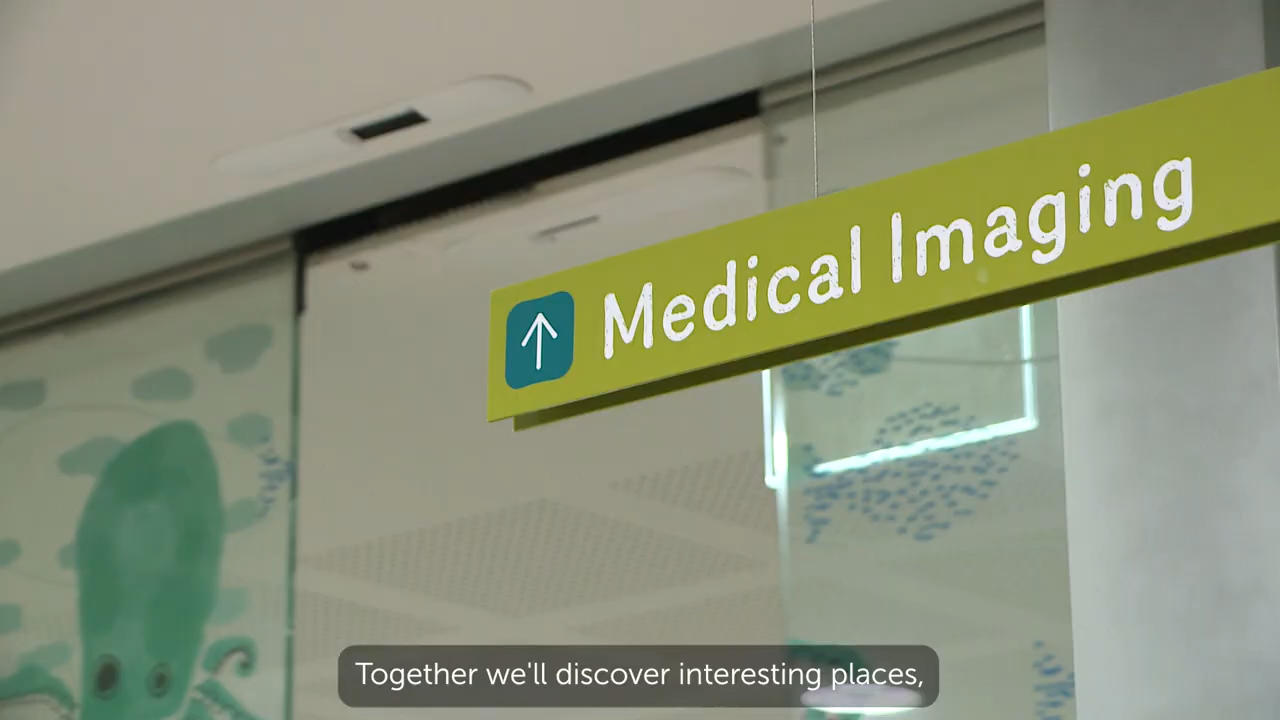 Medical Imaging
Together we'll discover interesting places,